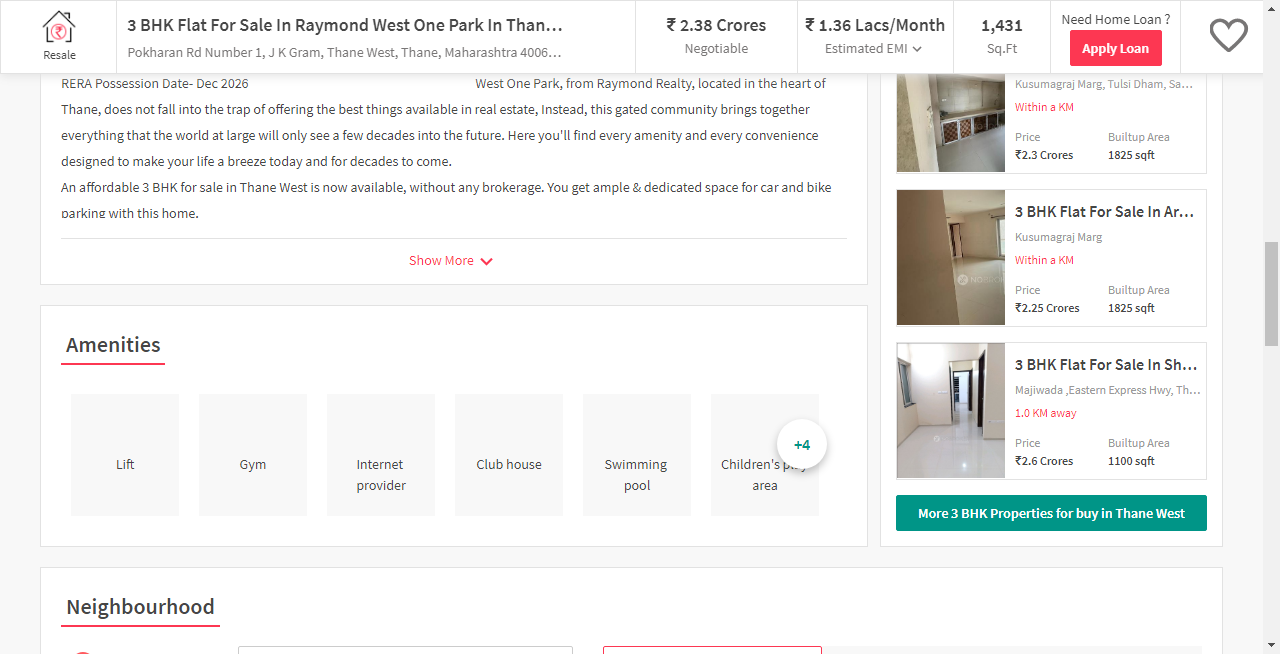 Resale
3 BHK Flat For Sale In Raymond West One Park In Than…
Pokharan Rd Number 1, J K Gram, Thane West, Thane, Maharashtra 4006…
₹ 2.38 Crores
Negotiable
₹ 1.36 Lacs/Month
Estimated EMI
1,431
Sq.Ft
Need Home Loan ?
Apply Loan
RERA Possession Date- Dec 2026 West One Park, from Raymond Realty, located in the heart of
Thane, does not fall into the trap of offering the best things available in real estate, Instead, this gated community brings together
everything that the world at large will only see a few decades into the future. Here you'll find every amenity and every convenience
designed to make your life a breeze today and for decades to come.
An affordable 3 BHK for sale in Thane West is now available, without any brokerage. You get ample & dedicated space for car and bike
parking with this home.
Show More
Amenities
Lift
Gym
Internet
provider
Club house
Swimming
pool
Children's play
area
+4
Kusumagraj Marg, Tulsi Dham, Sa…
Within a KM
Price Builtup Area
₹2.3 Crores 1825 sqft
3 BHK Flat For Sale In Ar…
Kusumagraj Marg
Within a KM
Price Builtup Area
₹2.25 Crores 1825 sqft
3 BHK Flat For Sale In Sh…
Majiwada ,Eastern Express Hwy, Th…
1.0 KM away
Price Builtup Area
₹2.6 Crores 1100 sqft
More 3 BHK Properties for buy in Thane West
Neighbourhood